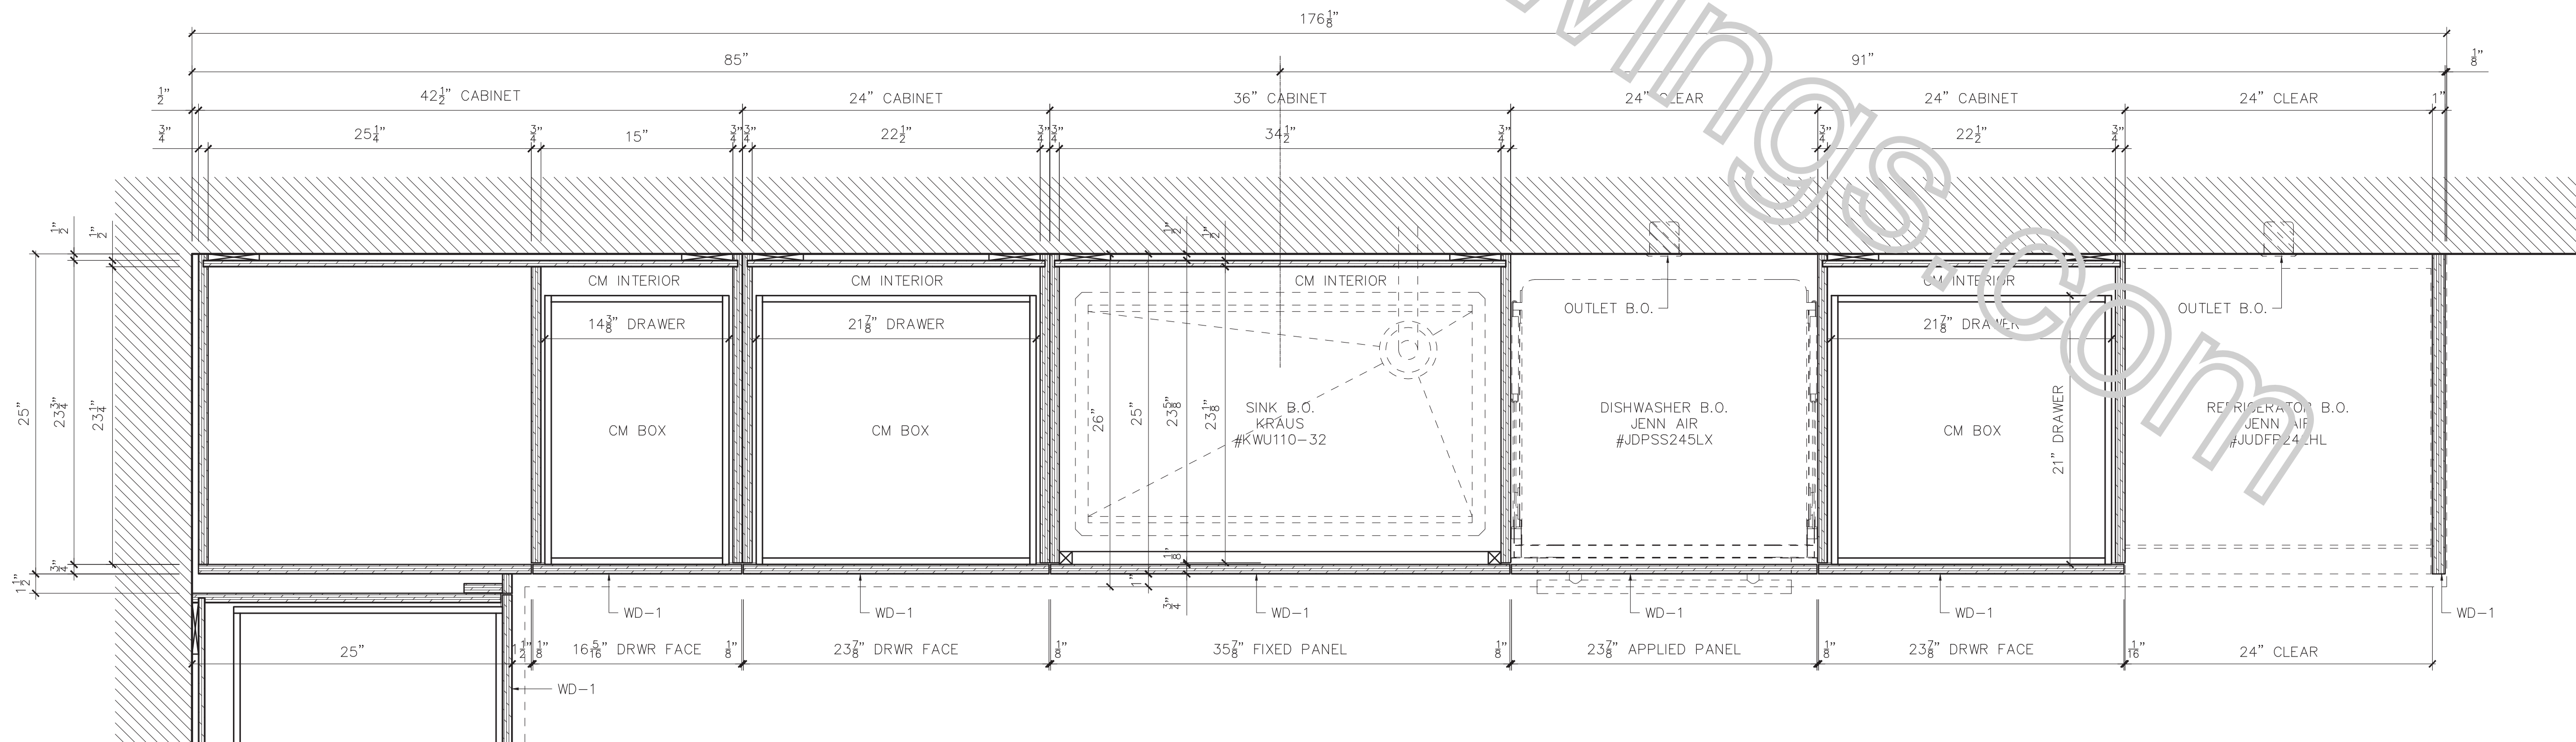 176 1/8"
85"
91"
1/8"
1/2"
42 1/2" CABINET
24" CABINET
36" CABINET
24" CLEAR
24" CABINET
24" CLEAR
1"
3/4"
25 1/4"
3/4"
15"
3/4"
3/4"
22 1/2"
3/4"
3/4"
34 1/2"
3/4"
3/4"
22 1/2"
3/4"
wings.com
1/2"
1/2"
1/2"
1/2"
CM INTERIOR
CM INTERIOR
CM INTERIOR
CM INTERIOR
OUTLET B.O.
OUTLET B.O.
14 3/8" DRAWER
21 7/8" DRAWER
21 7/8" DRAWER
25"
23 3/4"
23 1/4"
26"
25"
23 5/8"
23 1/8"
21" DRAWER
CM BOX
CM BOX
SINK B.O.
KRAUS
#KWU110-32
DISHWASHER B.O.
JENN AIR
#JDPSS245LX
CM BOX
REFRIGERATOR B.O.
JENN AIR
1 1/2"
3/4"
1/8"
1"
3/4"
WD-1
WD-1
WD-1
WD-1
WD-1
WD-1
25"
1 1/2"
1/8"
16 5/16" DRWR FACE
1/8"
23 7/8" DRWR FACE
1/8"
35 7/8" FIXED PANEL
1/8"
23 7/8" APPLIED PANEL
1/8"
23 7/8" DRWR FACE
1/16"
24" CLEAR
WD-1